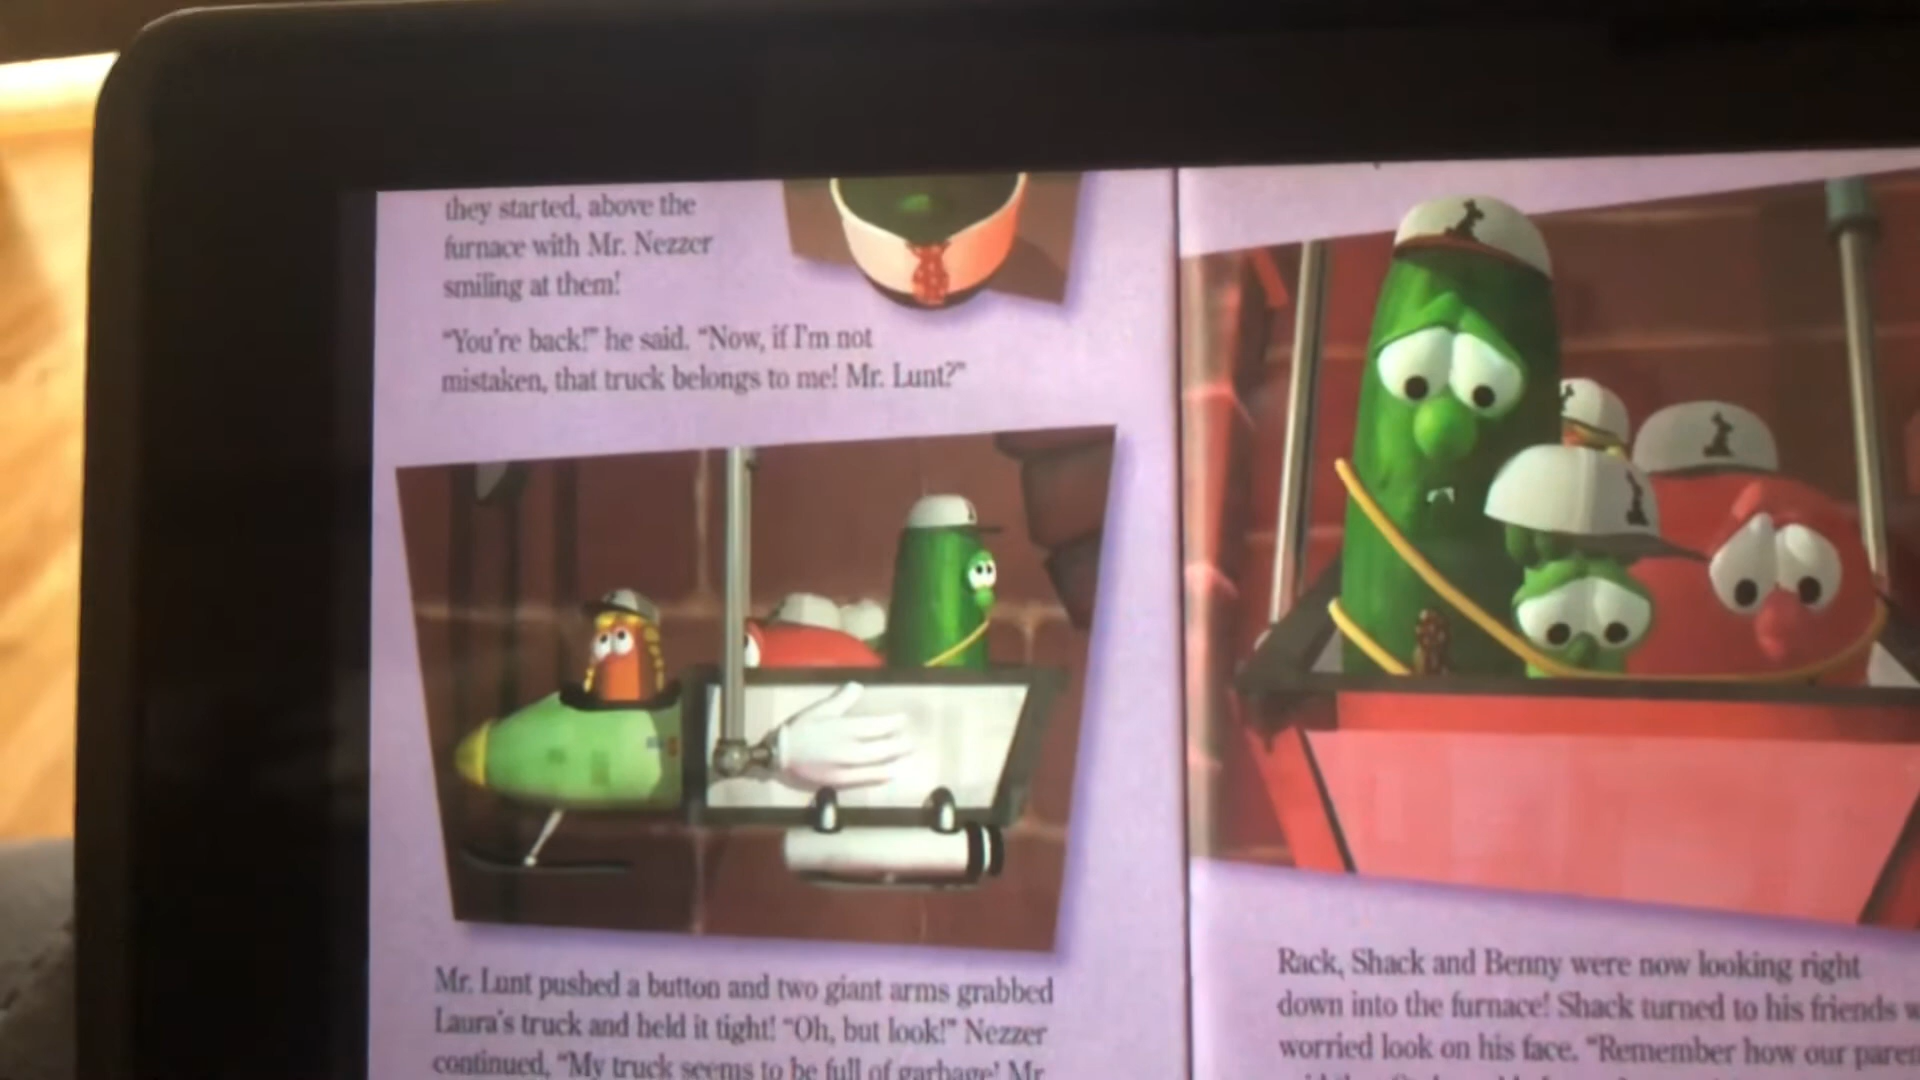 they started, above the
furnace with Mr. Nezzer
smiling at them!
"You're back!" he said. "Now, if I'm not
mistaken, that truck belongs to me! Mr. Lunt?"
Mr. Lunt pushed a button and two giant arms grabbed
Laura's truck and held it tight! "Oh, but look!" Nezzer
continued, "My truck seems to be full of garbage! Mr.
Rack, Shack and Benny were now looking right
down into the furnace! Shack turned to his friends
worried look on his face. "Remember how our